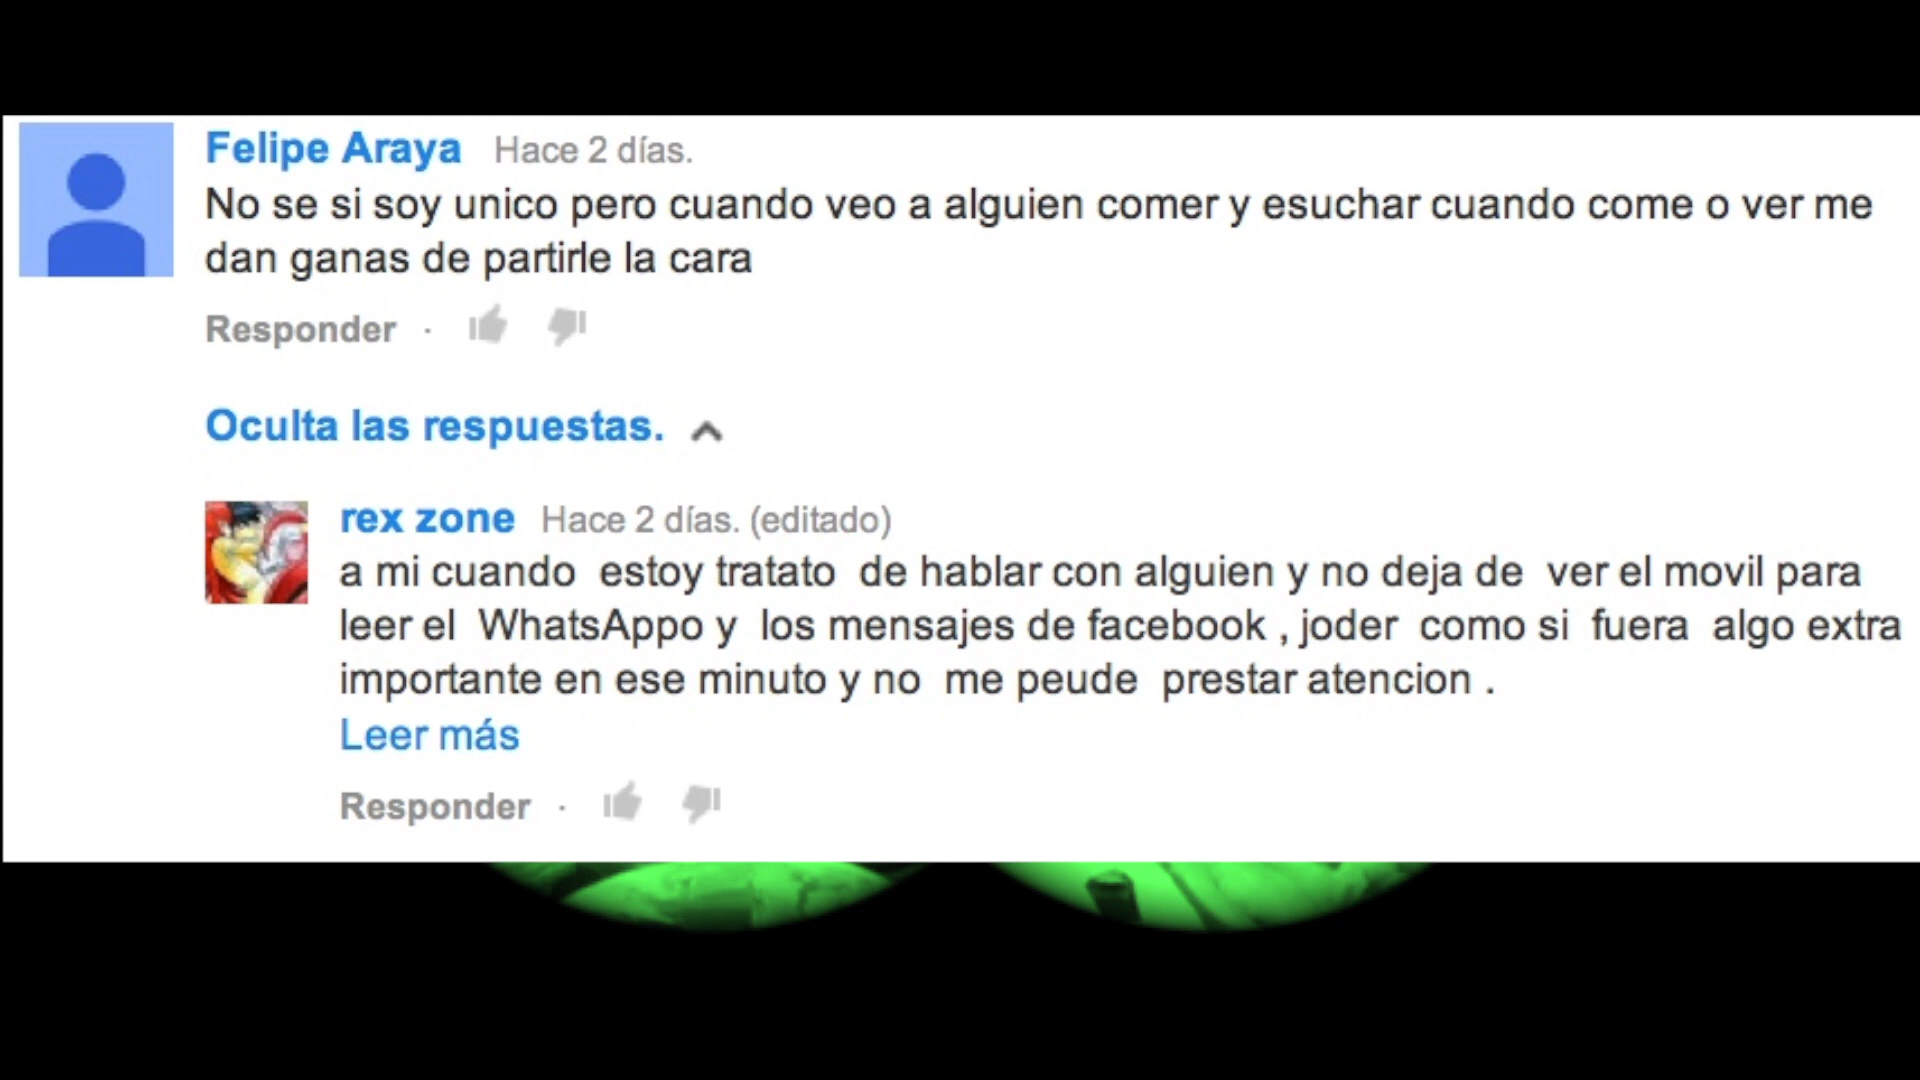 Felipe Araya Hace 2 días.
No se si soy unico pero cuando veo a alguien comer y esuchar cuando come o ver me
dan ganas de partirle la cara
Responder ·
Oculta las respuestas.
rex zone Hace 2 días. (editado)
a mi cuando estoy tratato de hablar con alguien y no deja de ver el movil para
leer el WhatsAppo y los mensajes de facebook , joder como si fuera algo extra
importante en ese minuto y no me peude prestar atencion .
Leer más
Responder ·